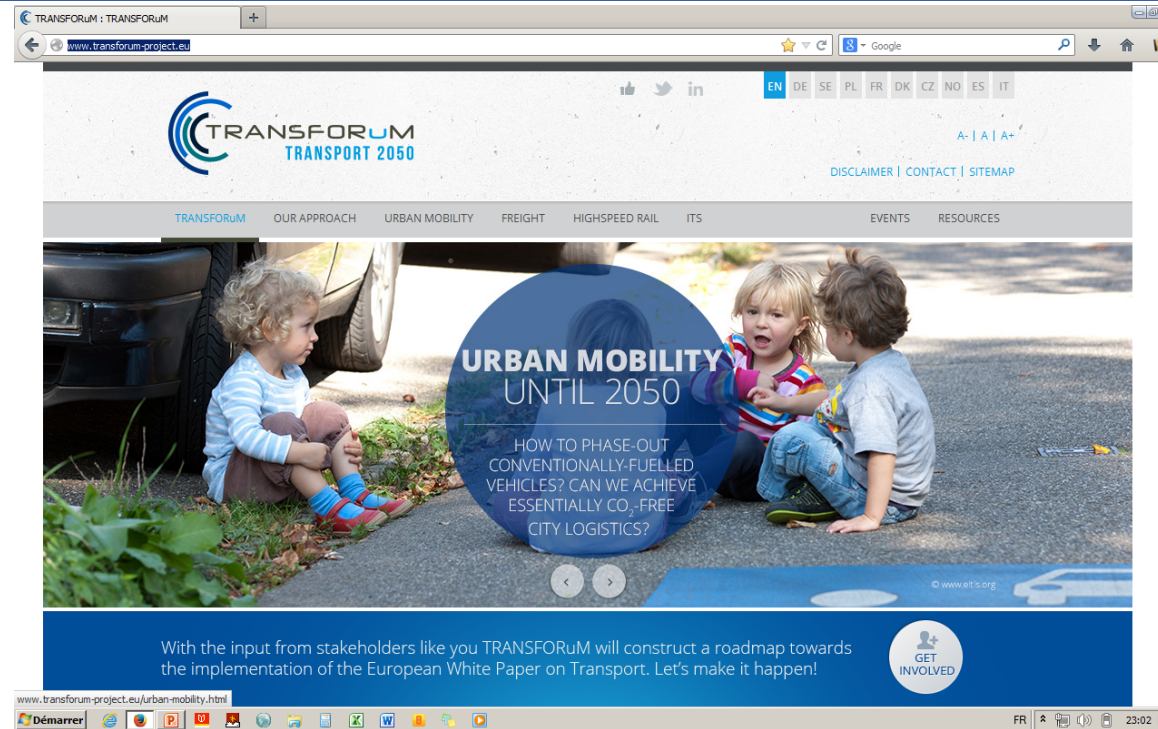 TRANSFORuM : TRANSFORuM
www.transforum-project.eu
Google
EN DE SE PL FR DK CZ NO ES IT
TRANSFORuM
TRANSPORT 2050
A- | A | A+
DISCLAIMER | CONTACT | SITEMAP
TRANSFORuM OUR APPROACH URBAN MOBILITY FREIGHT HIGHSPEED RAIL ITS EVENTS RESOURCES
URBAN MOBILITY
UNTIL 2050
HOW TO PHASE-OUT
CONVENTIONALLY-FUELLED
VEHICLES? CAN WE ACHIEVE
ESSENTIALLY CO₂-FREE
CITY LOGISTICS?
© www.eltis.org
With the input from stakeholders like you TRANSFORuM will construct a roadmap towards
the implementation of the European White Paper on Transport. Let's make it happen!
GET
INVOLVED
www.transforum-project.eu/urban-mobility.html
Démarrer
FR 23:02